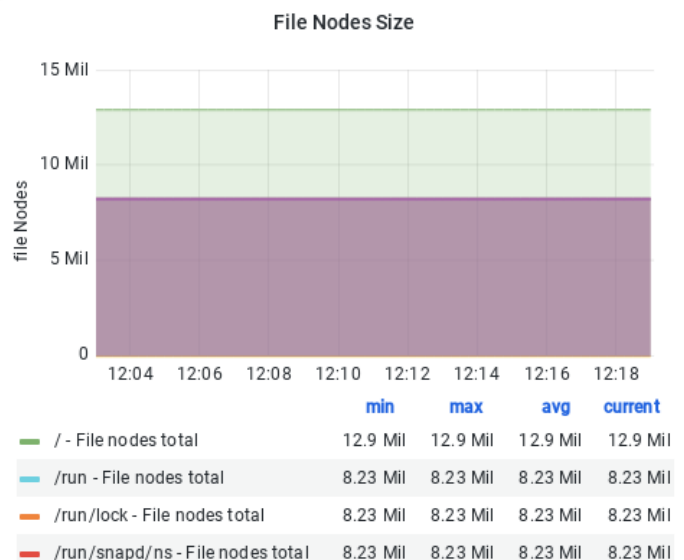 File Nodes Size
15 Mil
10 Mil
5 Mil
0
file Nodes
12:04 12:06 12:08 12:10 12:12 12:14 12:16 12:18
min max avg current
/ - File nodes total 12.9 Mil 12.9 Mil 12.9 Mil 12.9 Mil
/run - File nodes total 8.23 Mil 8.23 Mil 8.23 Mil 8.23 Mil
/run/lock - File nodes total 8.23 Mil 8.23 Mil 8.23 Mil 8.23 Mil
/run/snapd/ns - File nodes total 8.23 Mil 8.23 Mil 8.23 Mil 8.23 Mil